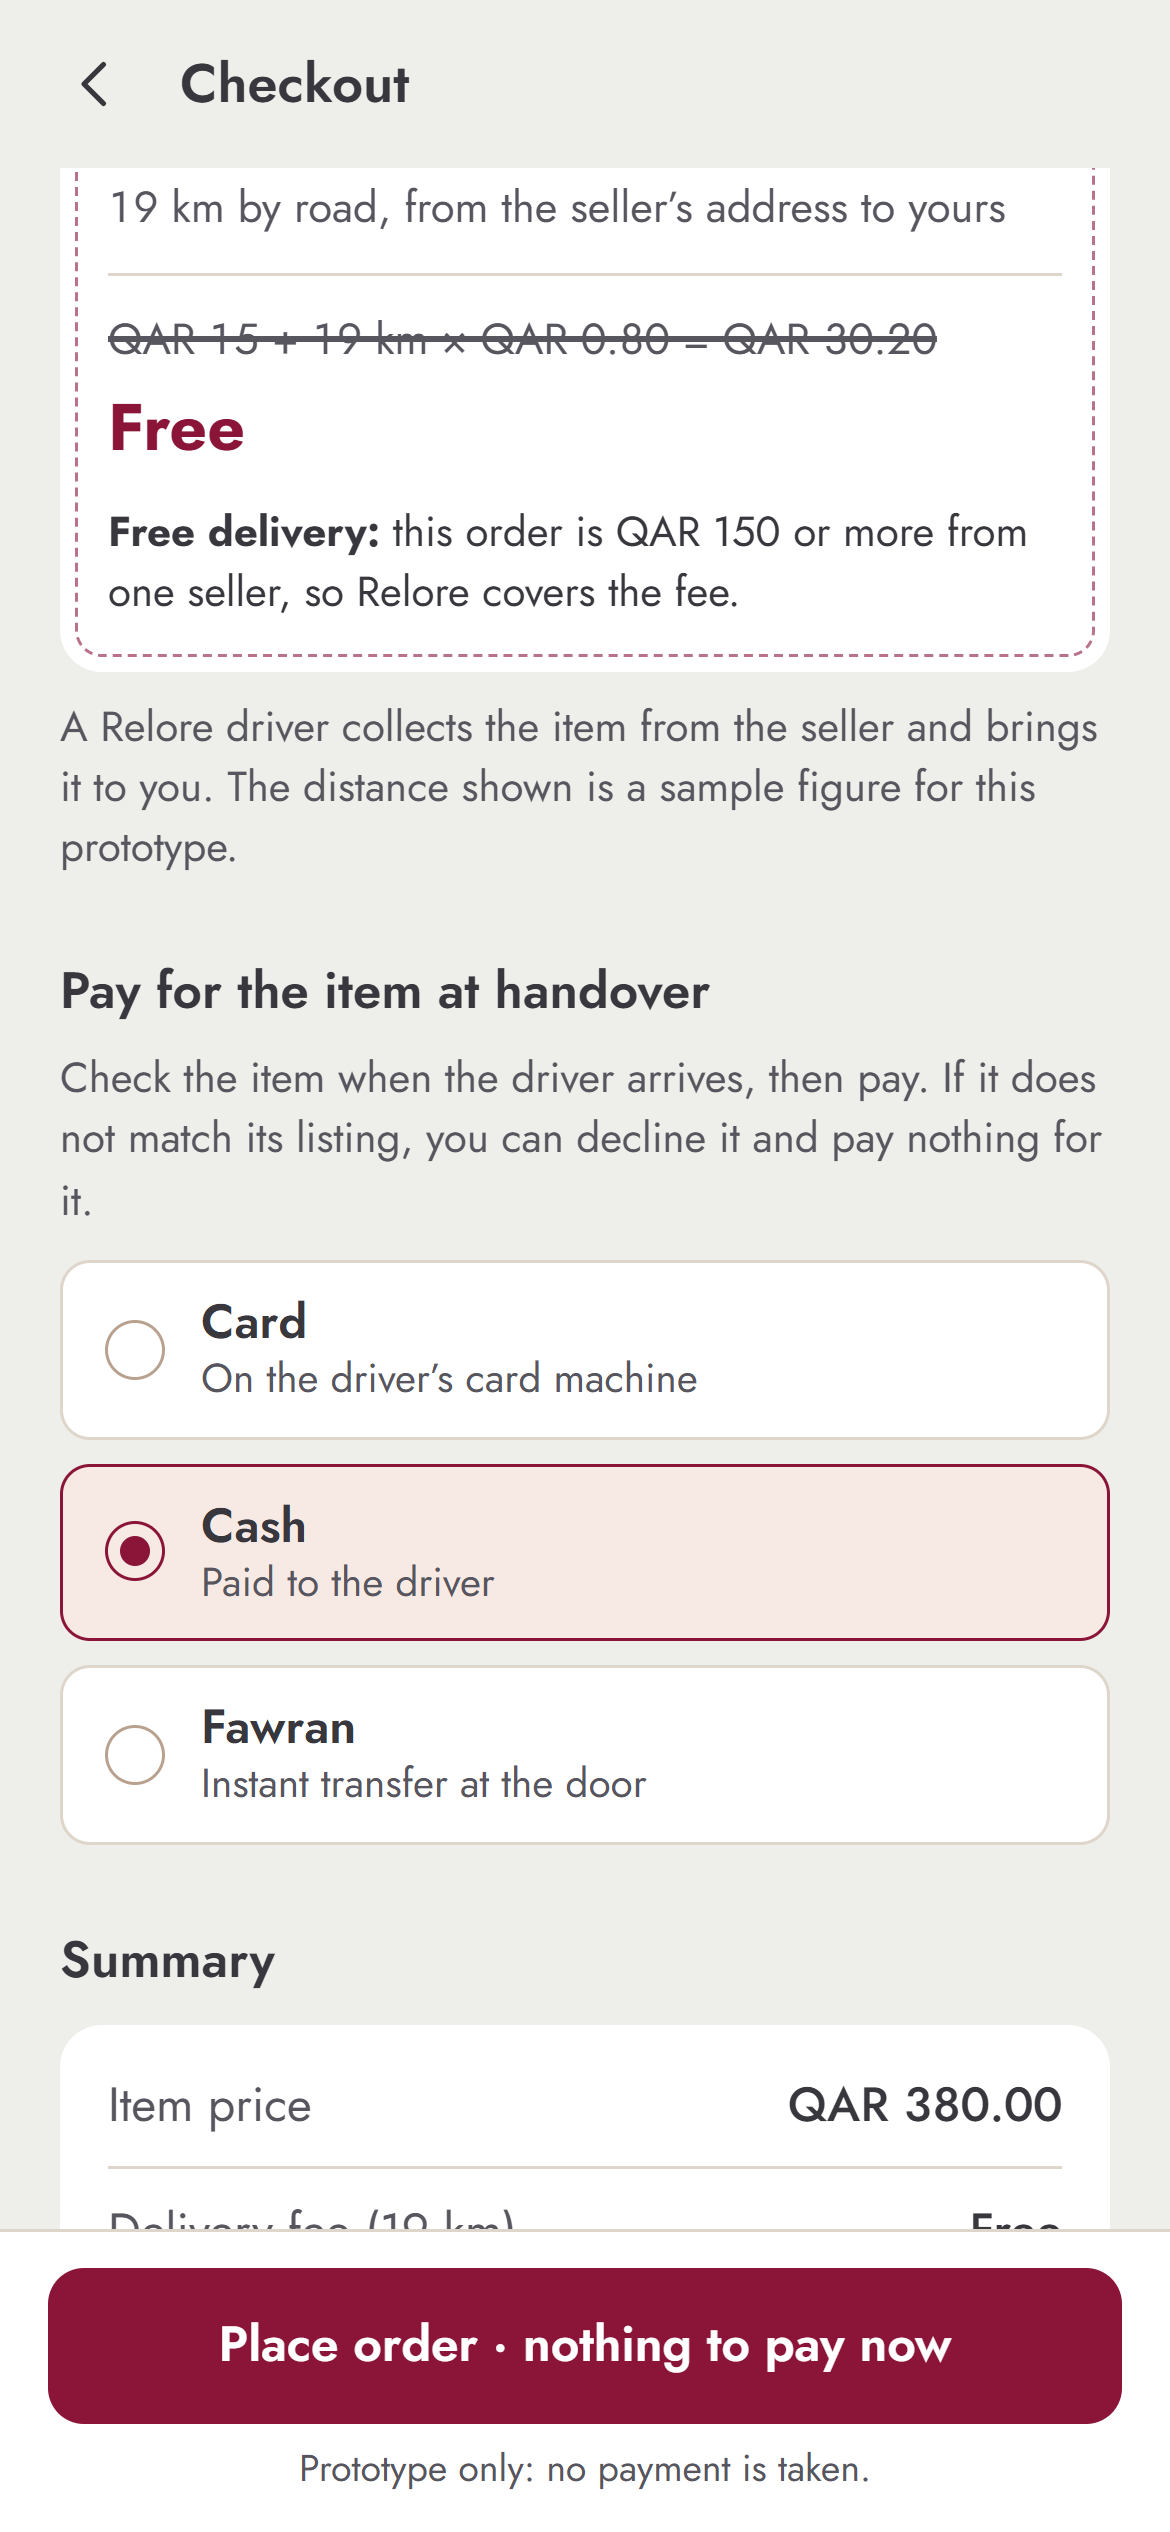 Checkout
19 km by road, from the seller’s address to yours
QAR 15 + 19 km × QAR 0.80 = QAR 30.20
Free
Free delivery: this order is QAR 150 or more from
one seller, so Relore covers the fee.
A Relore driver collects the item from the seller and brings
it to you. The distance shown is a sample figure for this
prototype.
Pay for the item at handover
Check the item when the driver arrives, then pay. If it does
not match its listing, you can decline it and pay nothing for
it.
Card
On the driver’s card machine
Cash
Paid to the driver
Fawran
Instant transfer at the door
Summary
Item price QAR 380.00
Delivery fee (19 km) Free
Place order · nothing to pay now
Prototype only: no payment is taken.